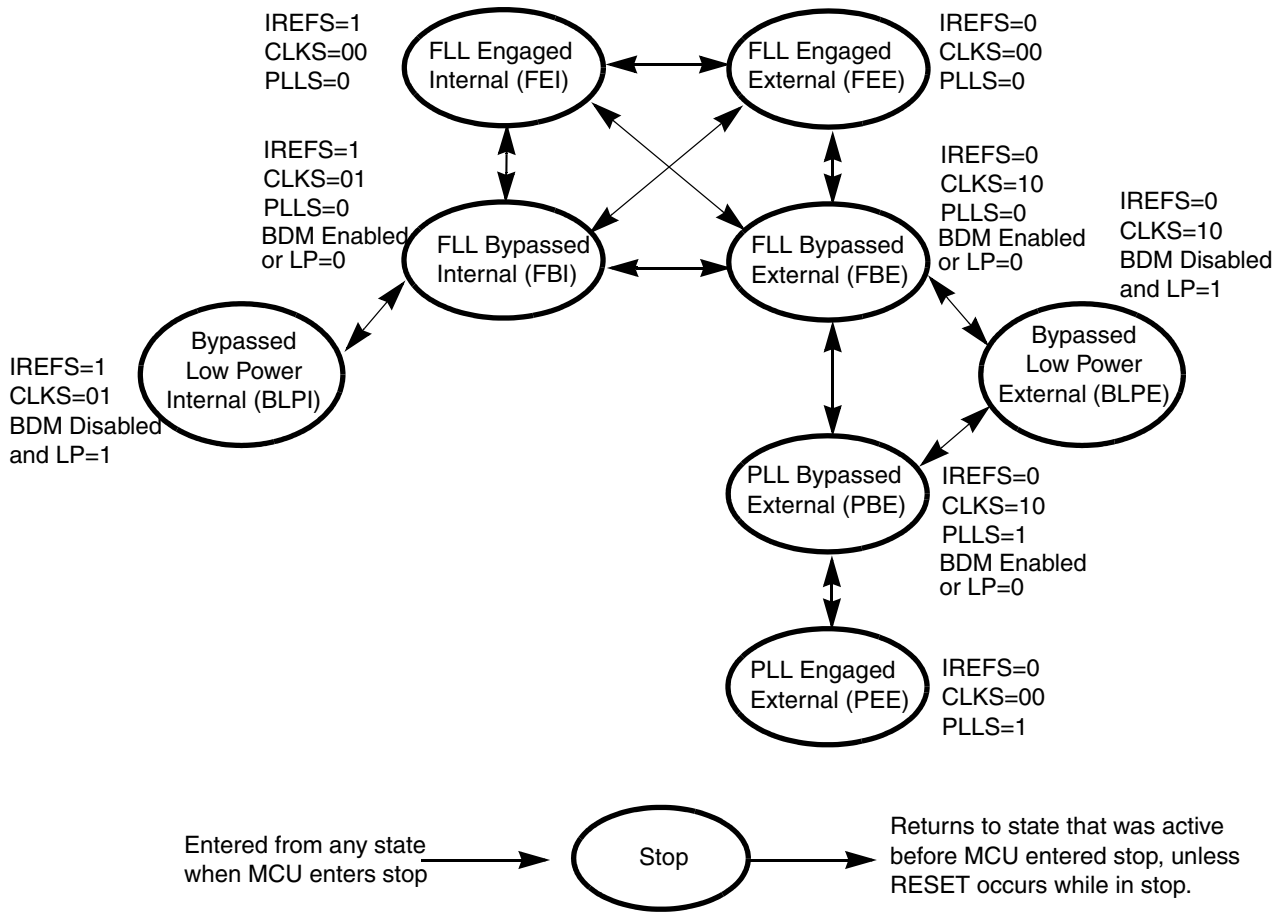 IREFS=1
CLKS=00
PLLS=0
FLL Engaged
Internal (FEI)
FLL Engaged
External (FEE)
IREFS=0
CLKS=00
PLLS=0
IREFS=1
CLKS=01
PLLS=0
BDM Enabled
or LP=0
FLL Bypassed
Internal (FBI)
FLL Bypassed
External (FBE)
IREFS=0
CLKS=10
PLLS=0
BDM Enabled
or LP=0
IREFS=0
CLKS=10
BDM Disabled
and LP=1
IREFS=1
CLKS=01
BDM Disabled
and LP=1
Bypassed
Low Power
Internal (BLPI)
Bypassed
Low Power
External (BLPE)
PLL Bypassed
External (PBE)
IREFS=0
CLKS=10
PLLS=1
BDM Enabled
or LP=0
PLL Engaged
External (PEE)
IREFS=0
CLKS=00
PLLS=1
Entered from any state
when MCU enters stop
Stop
Returns to state that was active
before MCU entered stop, unless
RESET occurs while in stop.